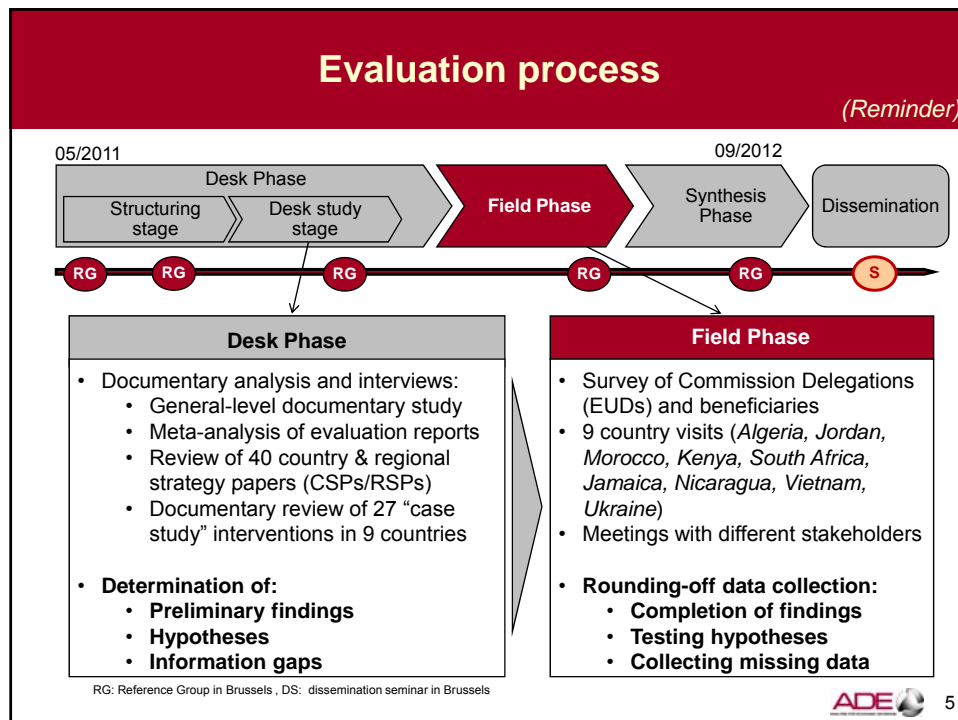 Evaluation process
(Reminder)
05/2011
09/2012
Desk Phase
Structuring
stage
Desk study
stage
Field Phase
Synthesis
Phase
Dissemination
RG
RG
RG
RG
RG
S
Desk Phase
• Documentary analysis and interviews:
• General-level documentary study
• Meta-analysis of evaluation reports
• Review of 40 country & regional
strategy papers (CSPs/RSPs)
• Documentary review of 27 “case
study” interventions in 9 countries
• Determination of:
• Preliminary findings
• Hypotheses
• Information gaps
Field Phase
• Survey of Commission Delegations
(EUDs) and beneficiaries
• 9 country visits (Algeria, Jordan,
Morocco, Kenya, South Africa,
Jamaica, Nicaragua, Vietnam,
Ukraine)
• Meetings with different stakeholders
• Rounding-off data collection:
• Completion of findings
• Testing hypotheses
• Collecting missing data
RG: Reference Group in Brussels , DS: dissemination seminar in Brussels
ADE
5